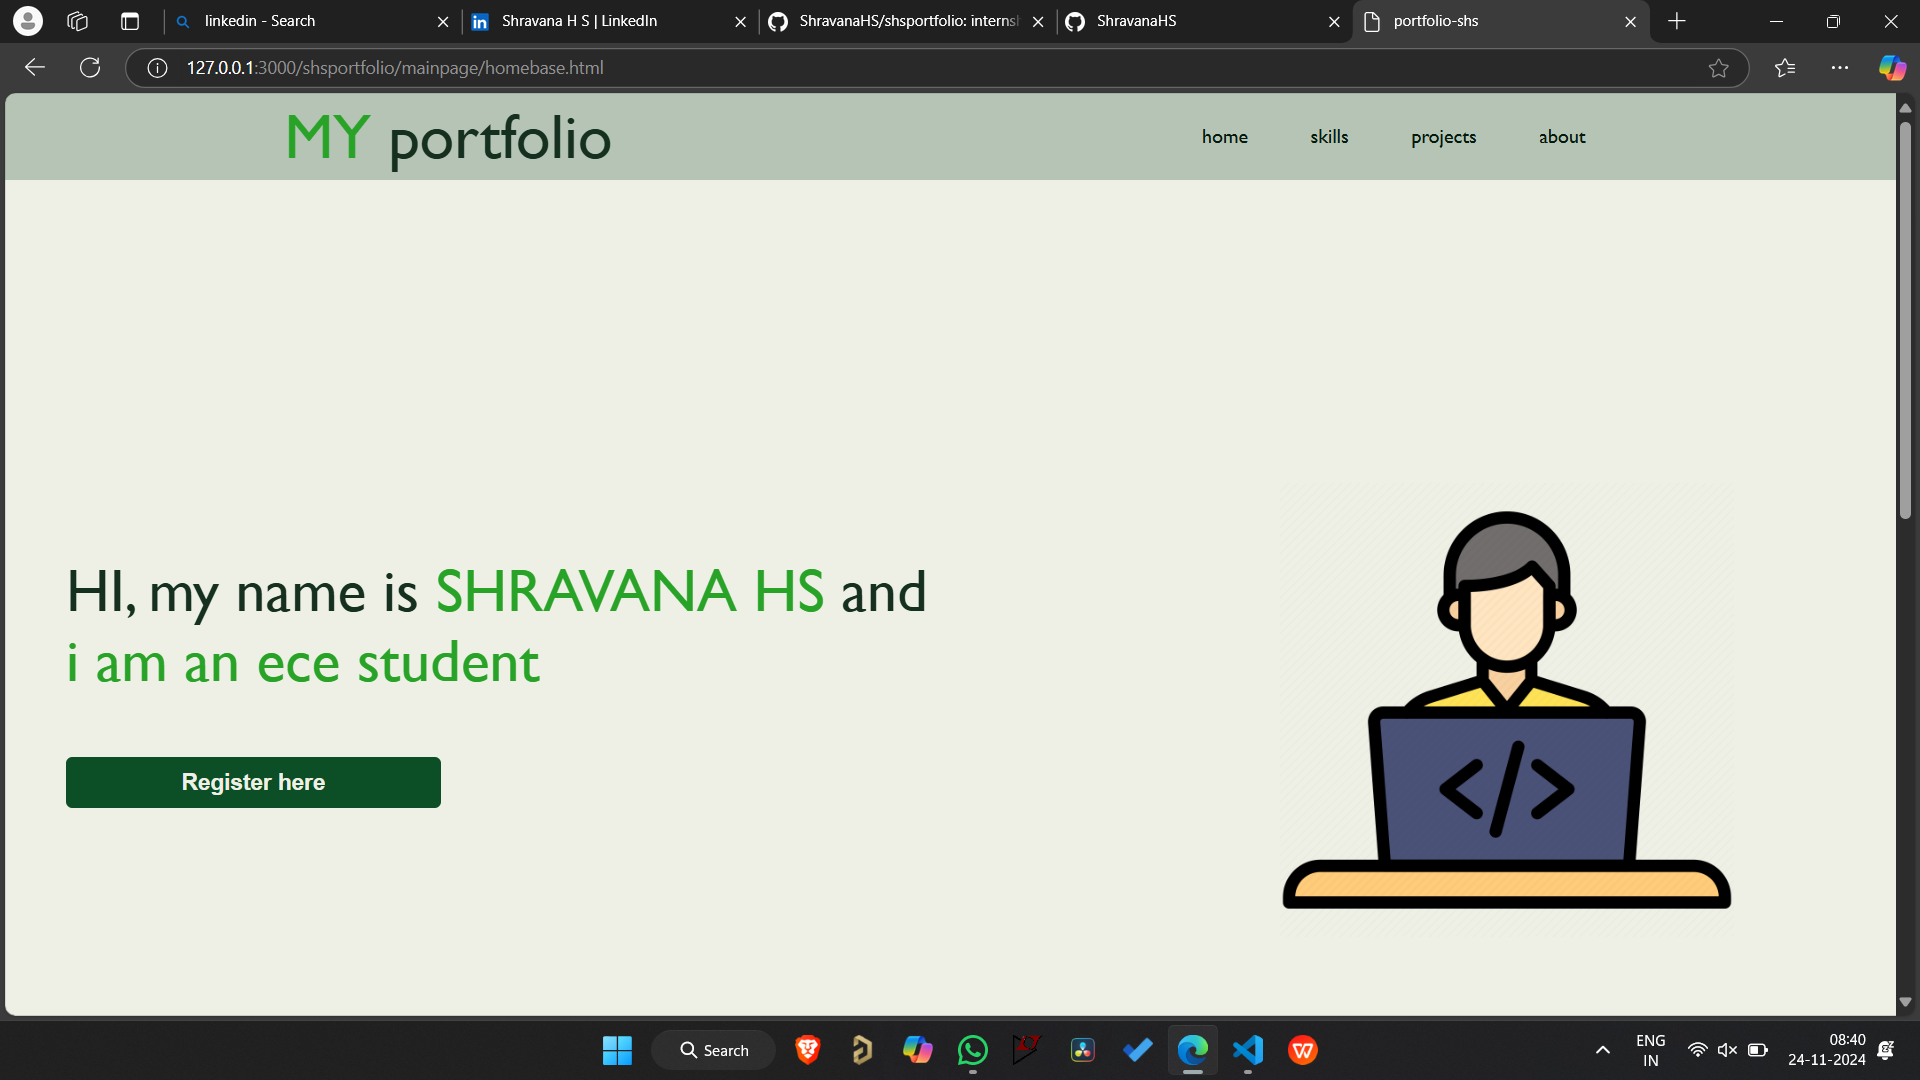 linkedin - Search
Shravana H S | LinkedIn
ShravanaHS/shsportfolio: interns
ShravanaHS
portfolio-shs
127.0.0.1:3000/shsportfolio/mainpage/homebase.html
MY portfolio
home
skills
projects
about
HI, my name is SHRAVANA HS and
i am an ece student
Register here
</>
Search
ENG
IN
08:40
24-11-2024